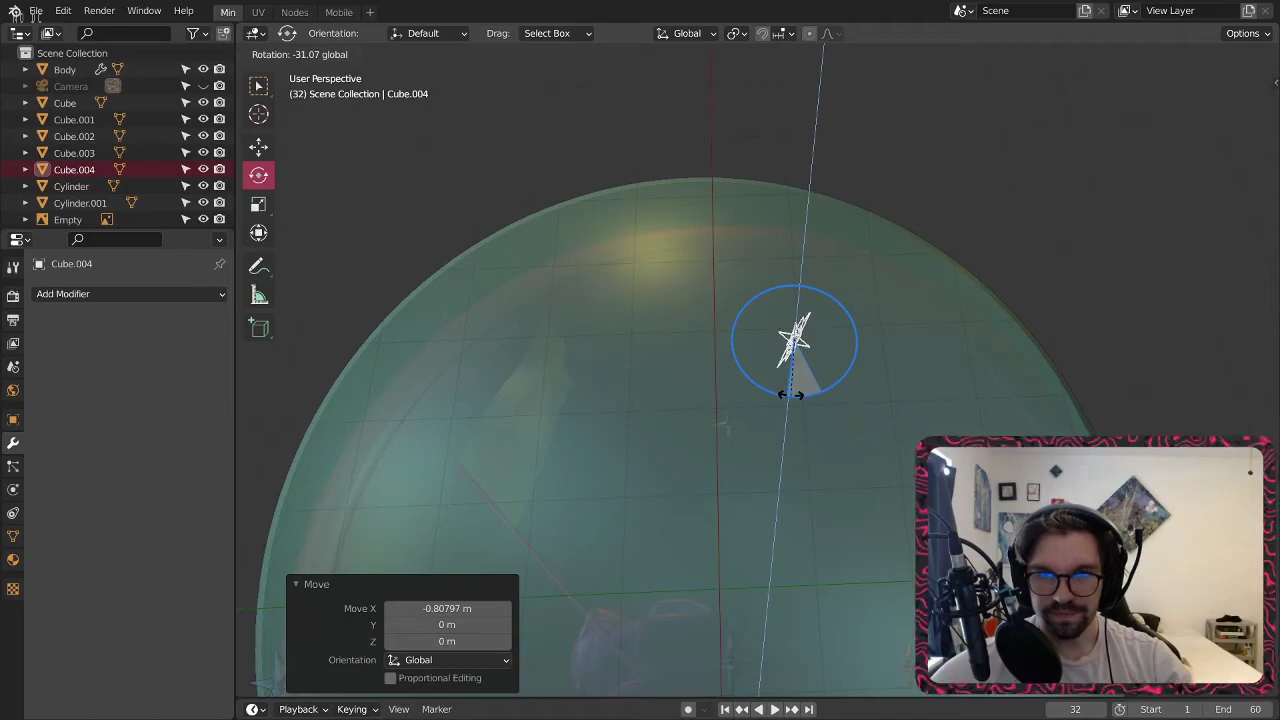 File Edit Render Window Help Min UV Nodes Mobile + Scene View Layer
Orientation: Default Drag: Select Box Global Options
Scene Collection
Body
Camera
Cube
Cube.001
Cube.002
Cube.003
Cube.004
Cylinder
Cylinder.001
Empty
Rotation: -31.07 global
User Perspective
(32) Scene Collection | Cube.004
Cube.004
Add Modifier
Move
Move X -0.80797 m
Y 0 m
Z 0 m
Orientation Global
Proportional Editing
Playback Keying View Marker 32 Start 1 End 60